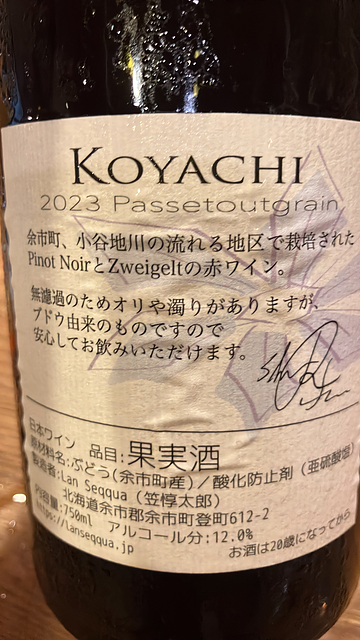 KOYACHI
2023 Passetoutgrain
余市町、小谷地川の流れる地区で栽培された
Pinot NoirとZweigeltの赤ワイン。
無濾過のためオリや濁りがありますが、
ブドウ由来のものですので
安心してお飲みいただけます。
日本ワイン 品目:果実酒
原材料名:ぶどう(余市町産)/酸化防止剤(亜硫酸塩)
製造者:Lan Seqqua(笠惇太郎)
北海道余市郡余市町登町612-2
内容量:750ml アルコール分:12.0%
https://lanseqqua.jp お酒は20歳になってから